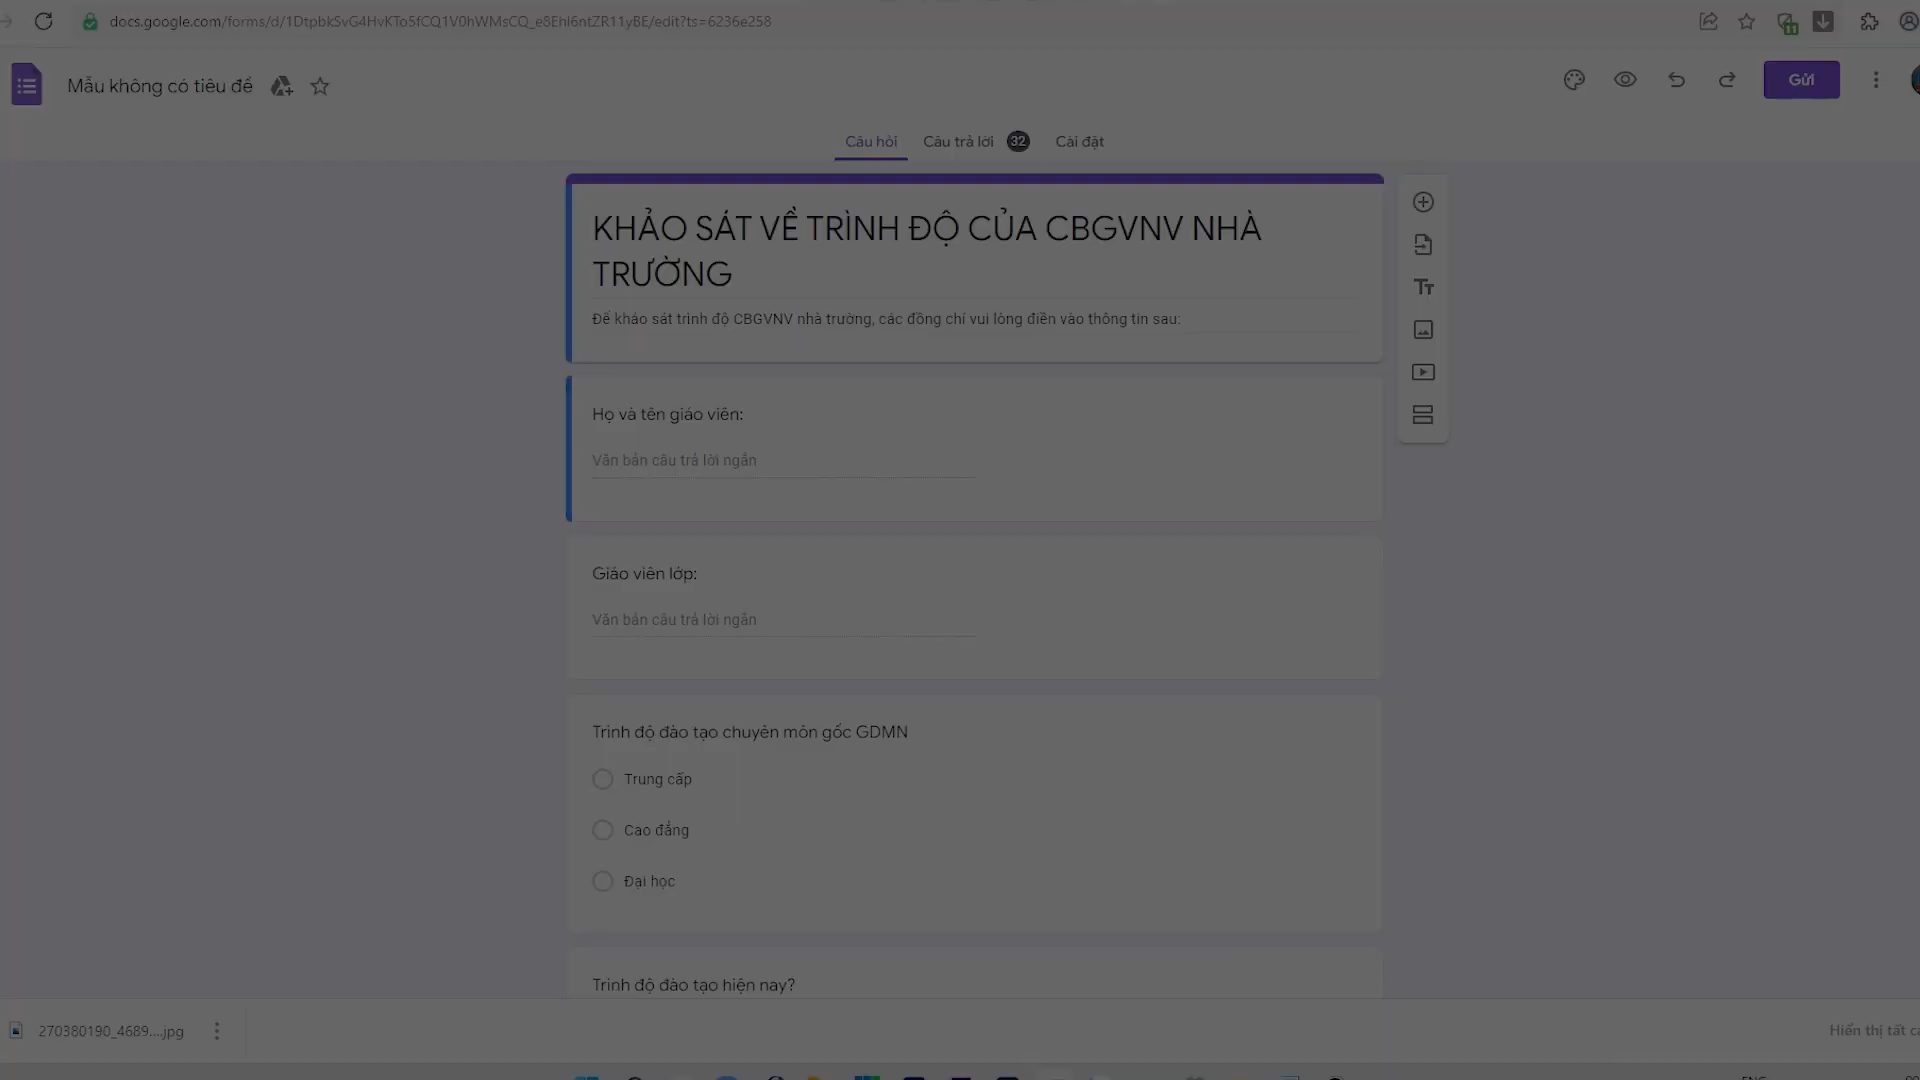 docs.google.com/forms/d/1DtpbkSvG4HvKTo5fCQ1V0hWMsCQ_e8Ehl6ntZR11yBE/edit?ts=6236e258
11
Mẫu không có tiêu đề
Gửi
Câu hỏi
Câu trả lời 32
Cài đặt
KHẢO SÁT VỀ TRÌNH ĐỘ CỦA CBGVNV NHÀ
TRƯỜNG
Để khảo sát trình độ CBGVNV nhà trường, các đồng chí vui lòng điền vào thông tin sau:
Họ và tên giáo viên:
Văn bản câu trả lời ngắn
Giáo viên lớp:
Văn bản câu trả lời ngắn
Trình độ đào tạo chuyên môn gốc GDMN
Trung cấp
Cao đẳng
Đại học
Trình độ đào tạo hiện nay?
270380190_4689....jpg
Hiển thị tất